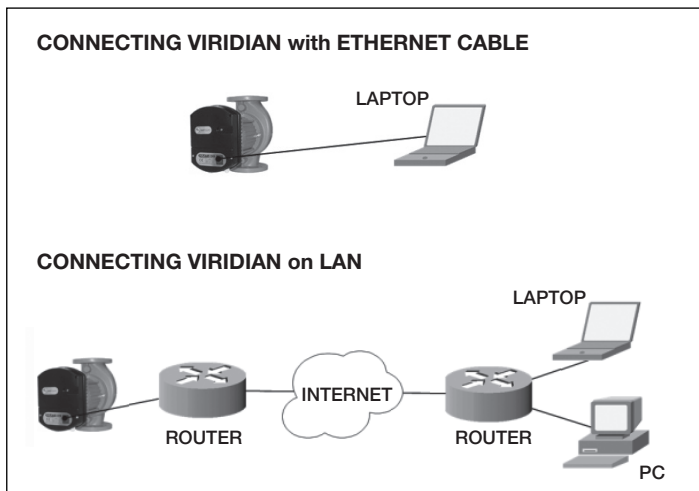 CONNECTING VIRIDIAN with ETHERNET CABLE
LAPTOP
CONNECTING VIRIDIAN on LAN
LAPTOP
INTERNET
ROUTER
ROUTER
PC